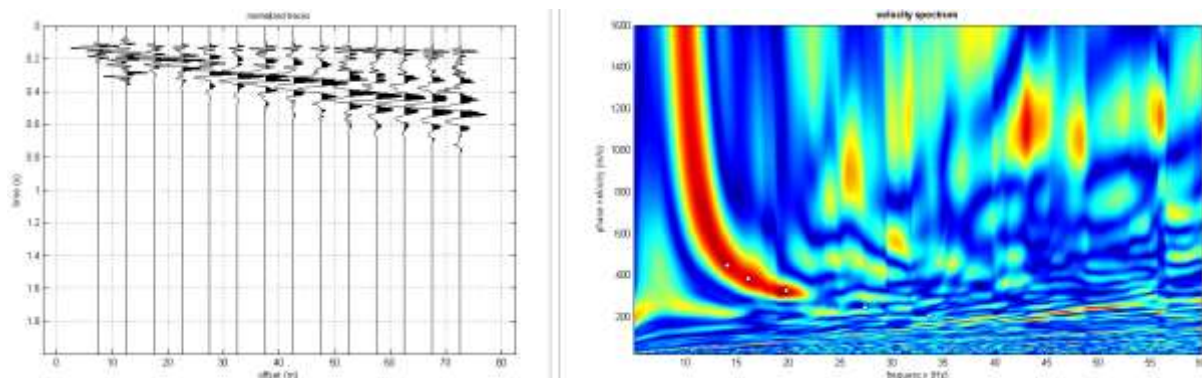 normalized traces
0
0.2
0.4
0.6
0.8
1
1.2
1.4
1.6
1.8
time (s)
0 10 20 30 40 50 60 70 80
offset (m)
velocity spectrum
1600
1400
1200
1000
800
600
400
200
phase velocity (m/s)
10 15 20 25 30 35 40 45 50 55
frequency (Hz)